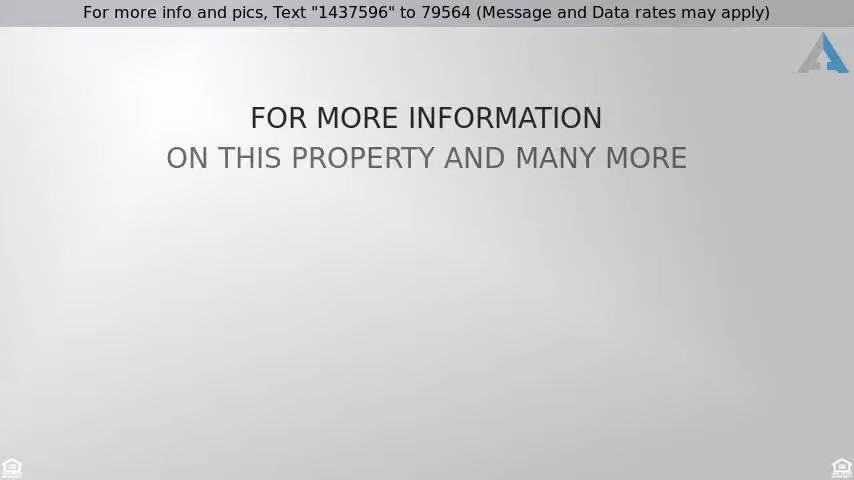 For more info and pics, Text "1437596" to 79564 (Message and Data rates may apply)
FOR MORE INFORMATION
ON THIS PROPERTY AND MANY MORE